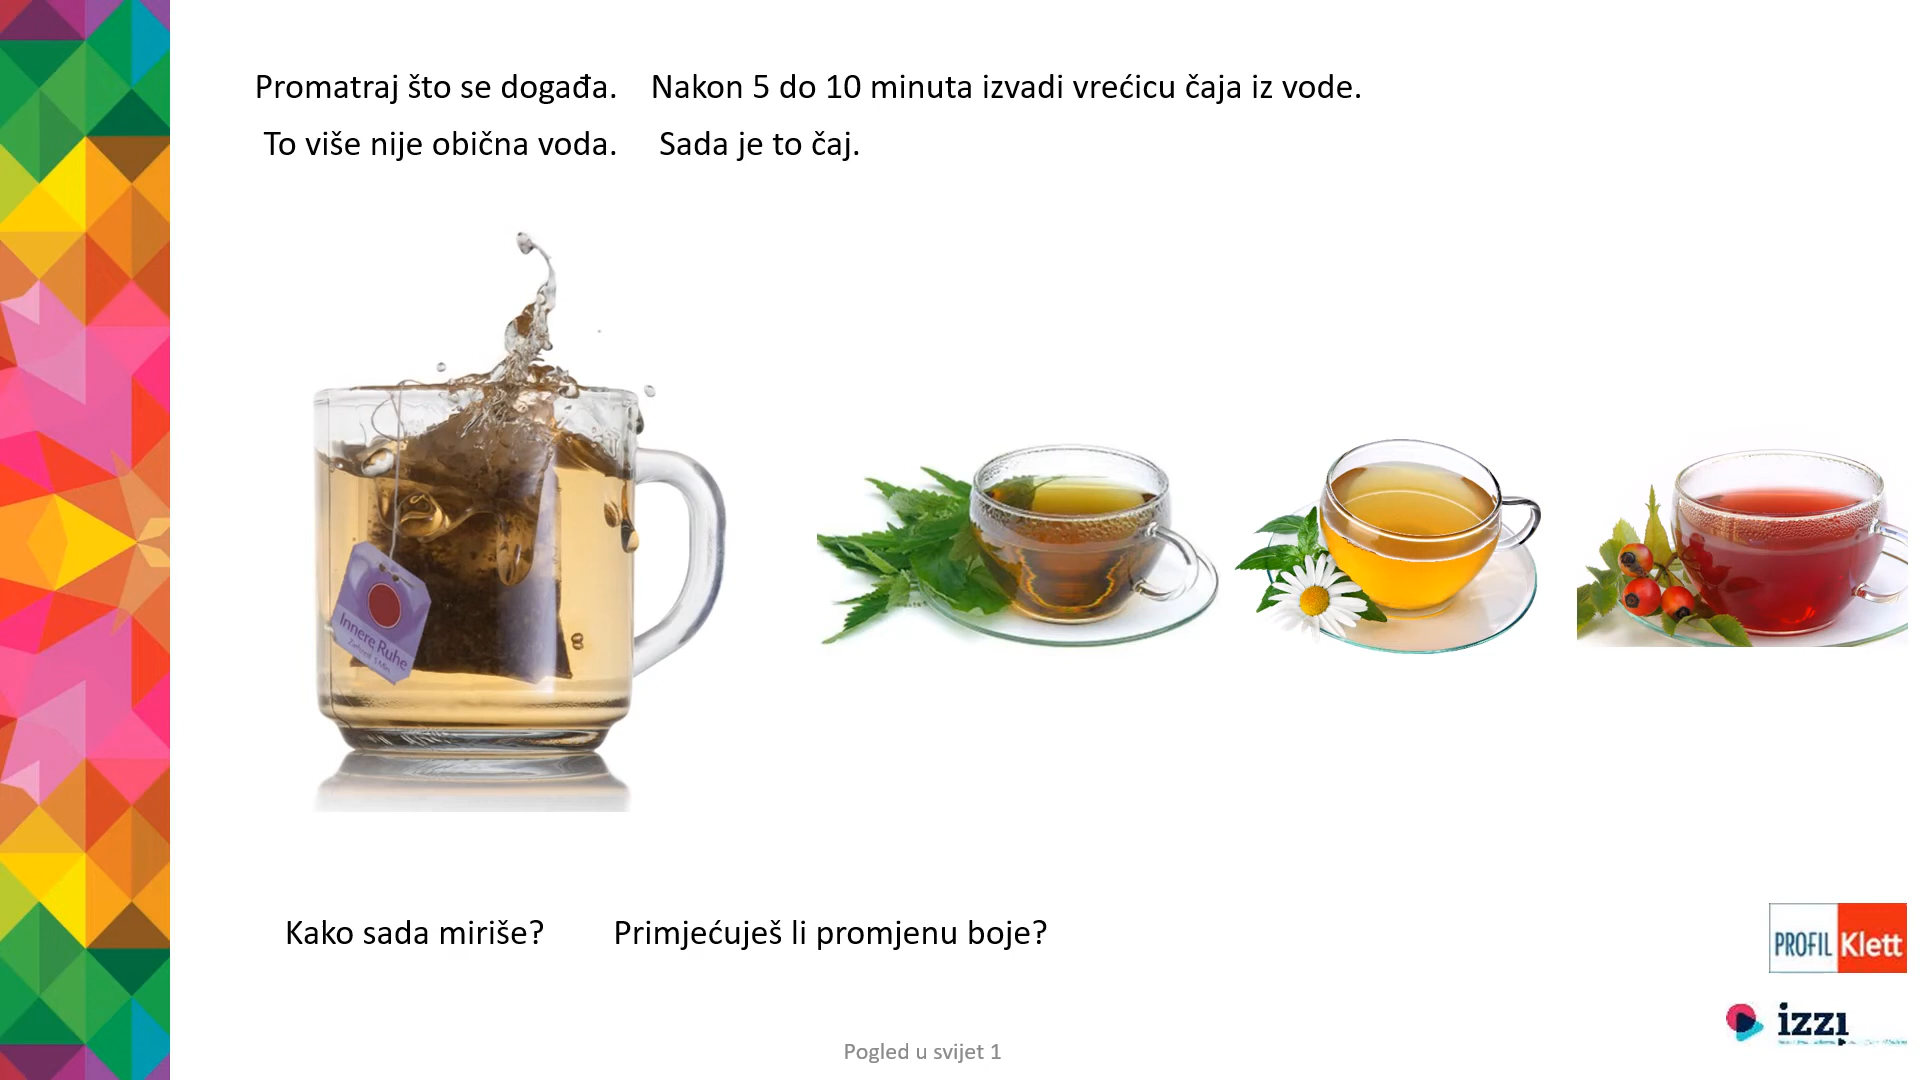 Promatraj što se događa. Nakon 5 do 10 minuta izvadi vrećicu čaja iz vode.
To više nije obična voda. Sada je to čaj.
Innere Ruhe
Kako sada miriše? Primjećuješ li promjenu boje?
PROFIL Klett
izzi
Pogled u svijet 1